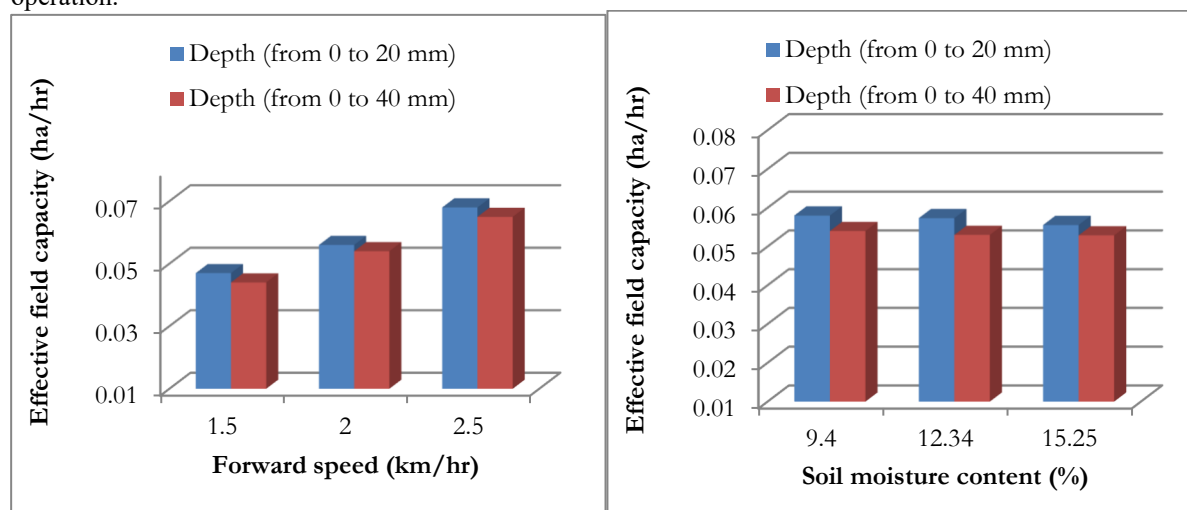 operation.
Depth (from 0 to 20 mm)
Depth (from 0 to 40 mm)
Effective field capacity (ha/hr)
0.07
0.05
0.03
0.01
1.5 2 2.5
Forward speed (km/hr)
Depth (from 0 to 20 mm)
Depth (from 0 to 40 mm)
Effective field capacity (ha/hr)
0.08
0.07
0.06
0.05
0.04
0.03
0.02
0.01
9.4 12.34 15.25
Soil moisture content (%)